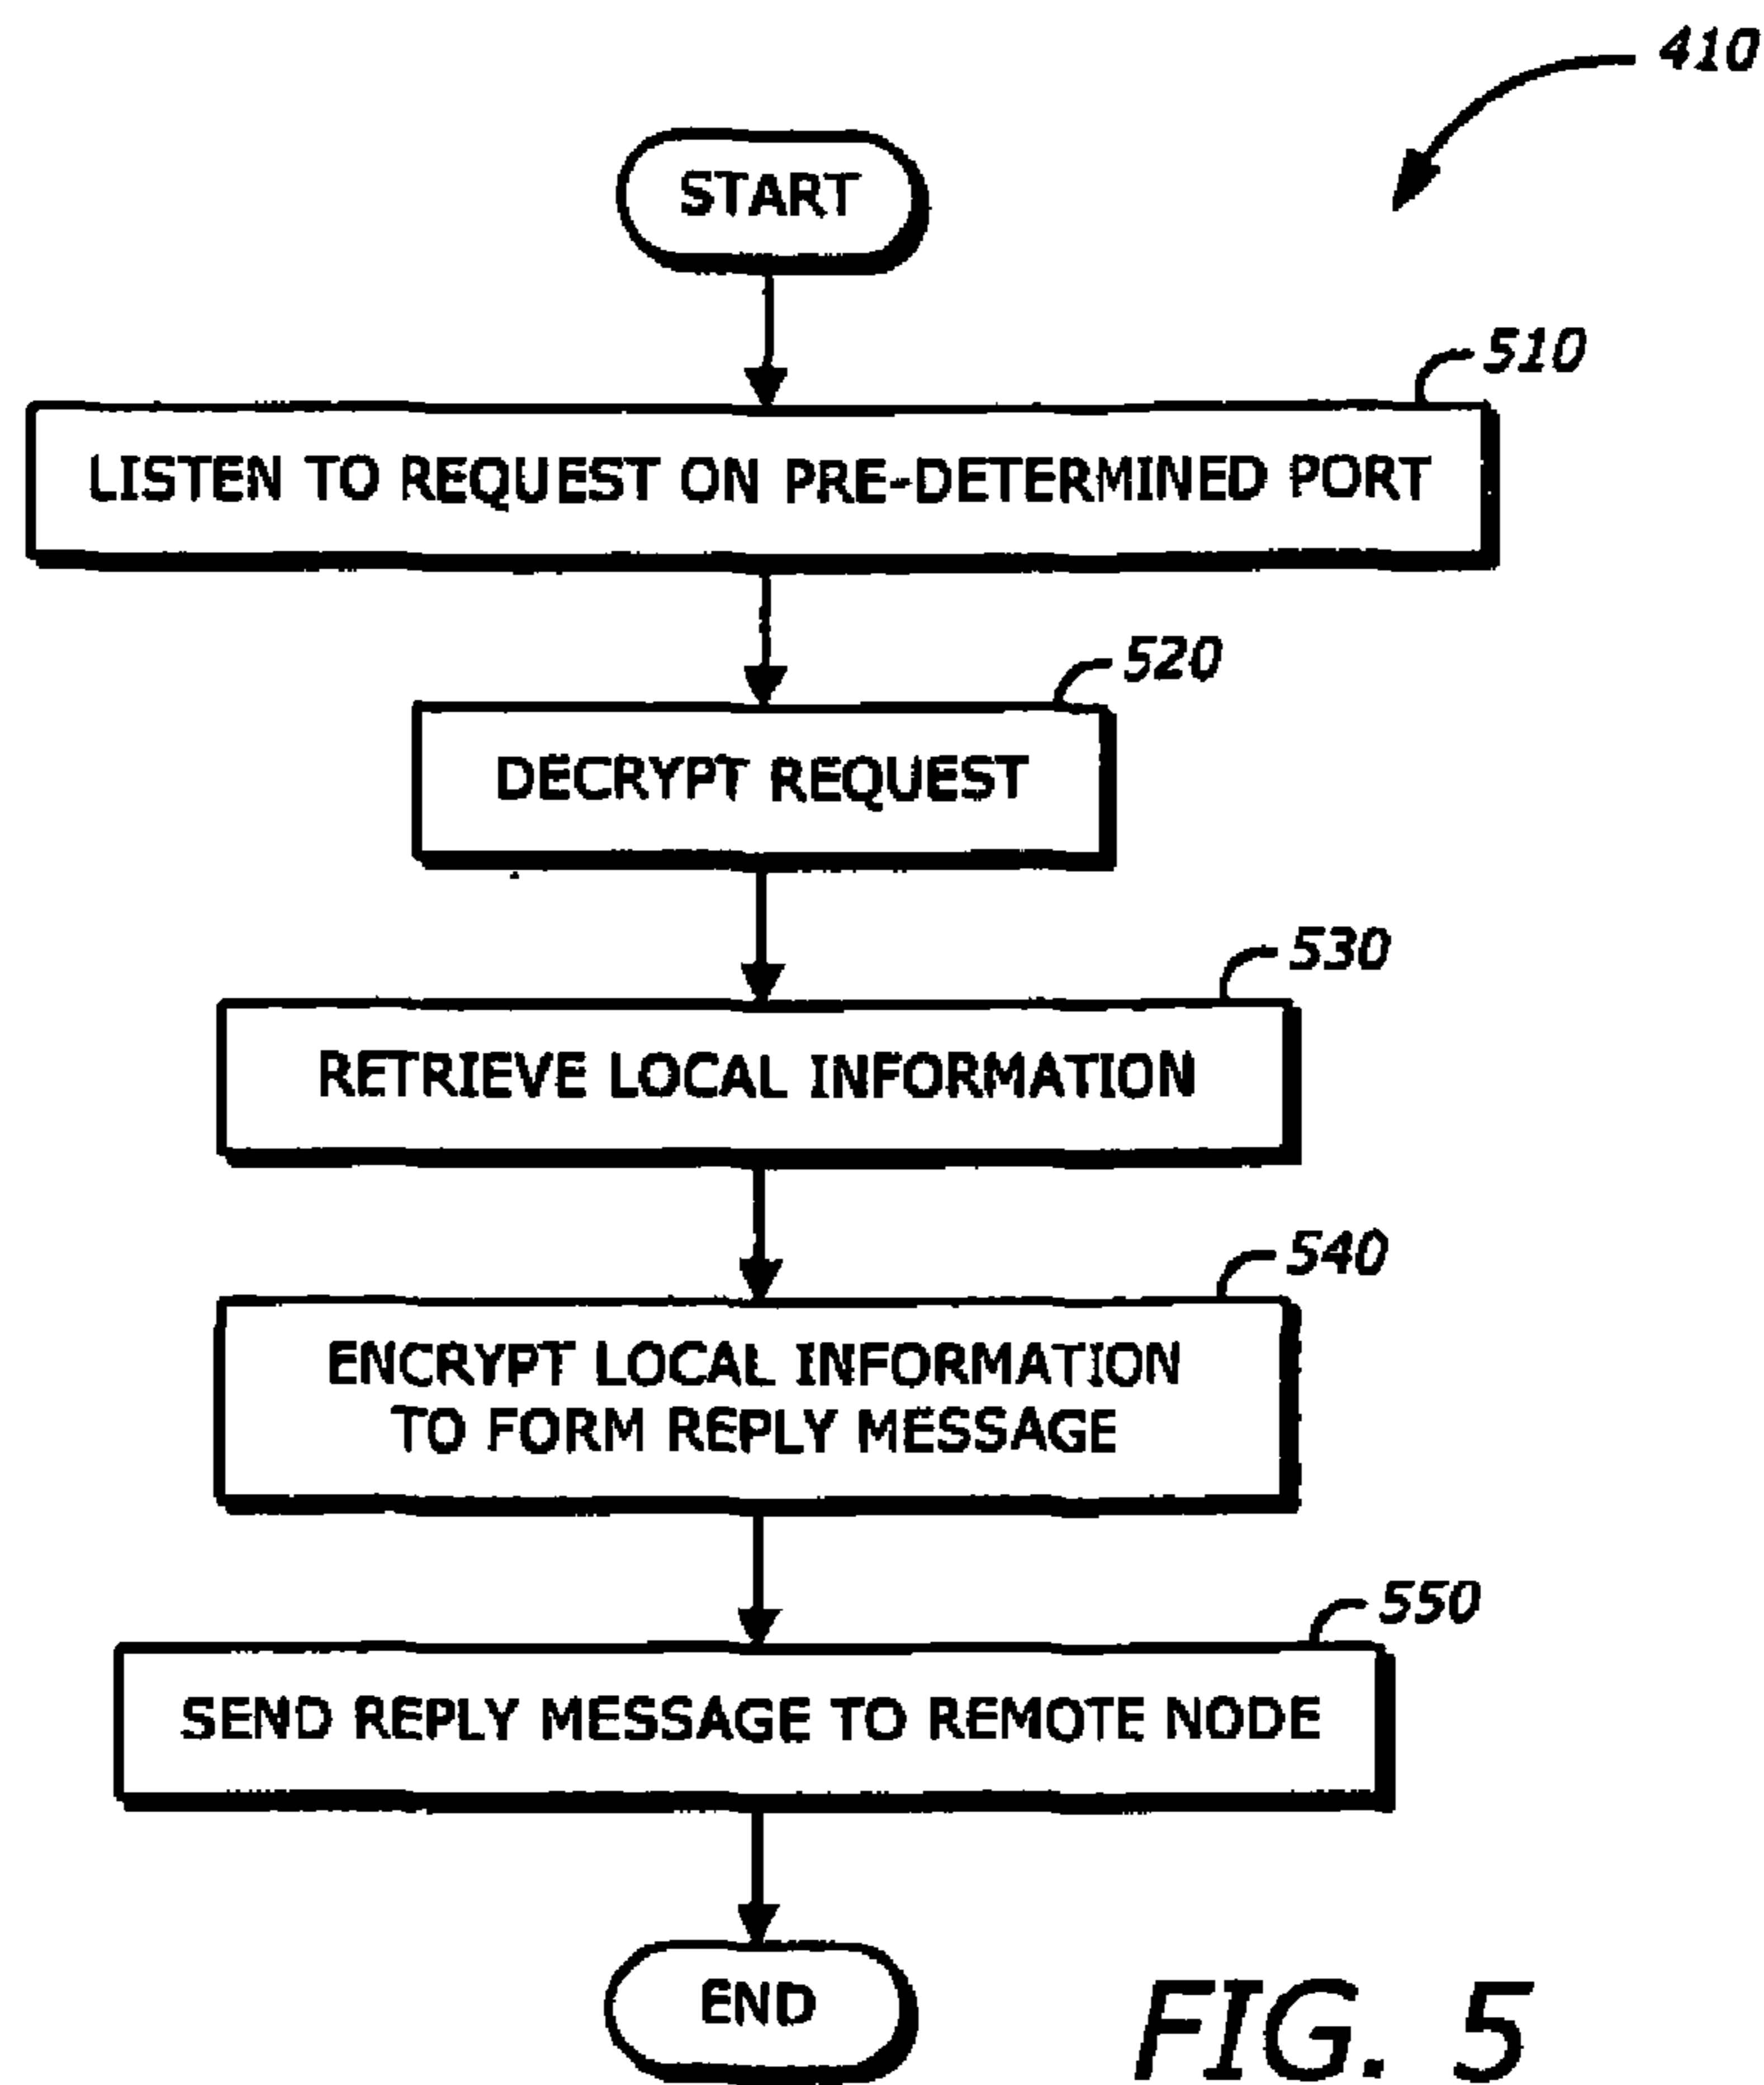 410
START
510
LISTEN TO REQUEST ON PRE-DETERMINED PORT
520
DECRYPT REQUEST
530
RETRIEVE LOCAL INFORMATION
540
ENCRYPT LOCAL INFORMATION
TO FORM REPLY MESSAGE
550
SEND REPLY MESSAGE TO REMOTE NODE
END
FIG. 5